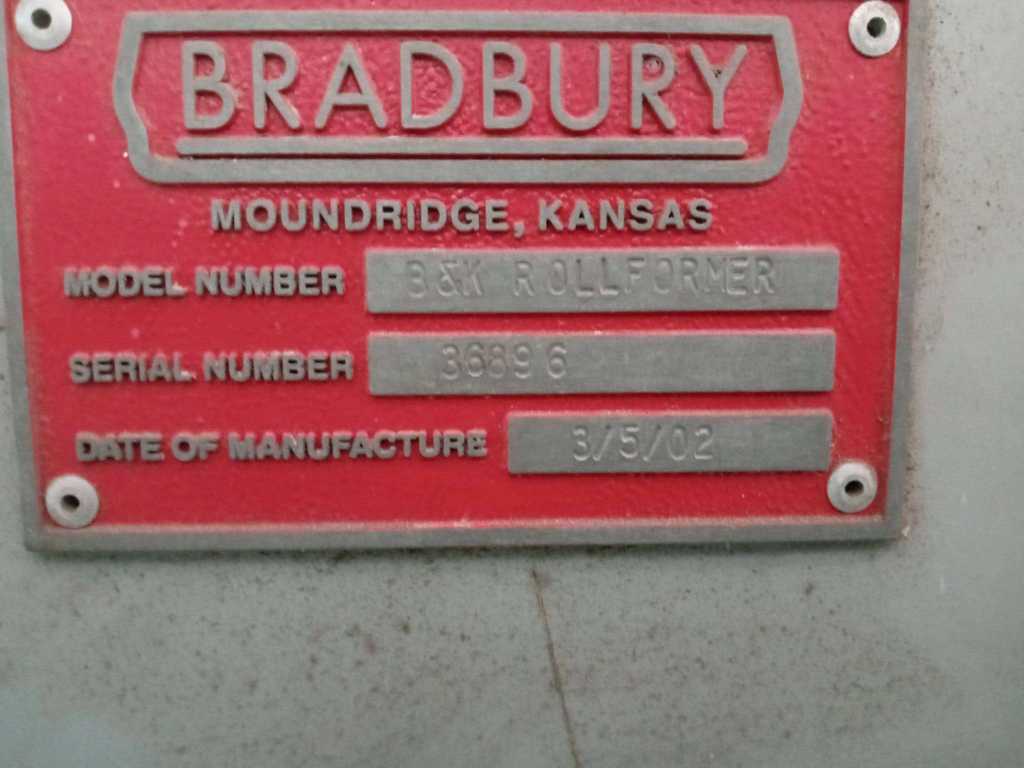 BRADBURY
MOUNDRIDGE, KANSAS
MODEL NUMBER B&K ROLLFORMER
SERIAL NUMBER 36896
DATE OF MANUFACTURE 3/5/02